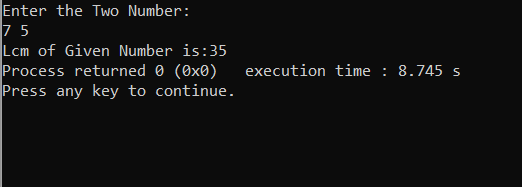 Enter the Two Number:
7 5
Lcm of Given Number is:35
Process returned 0 (0x0)   execution time : 8.745 s
Press any key to continue.